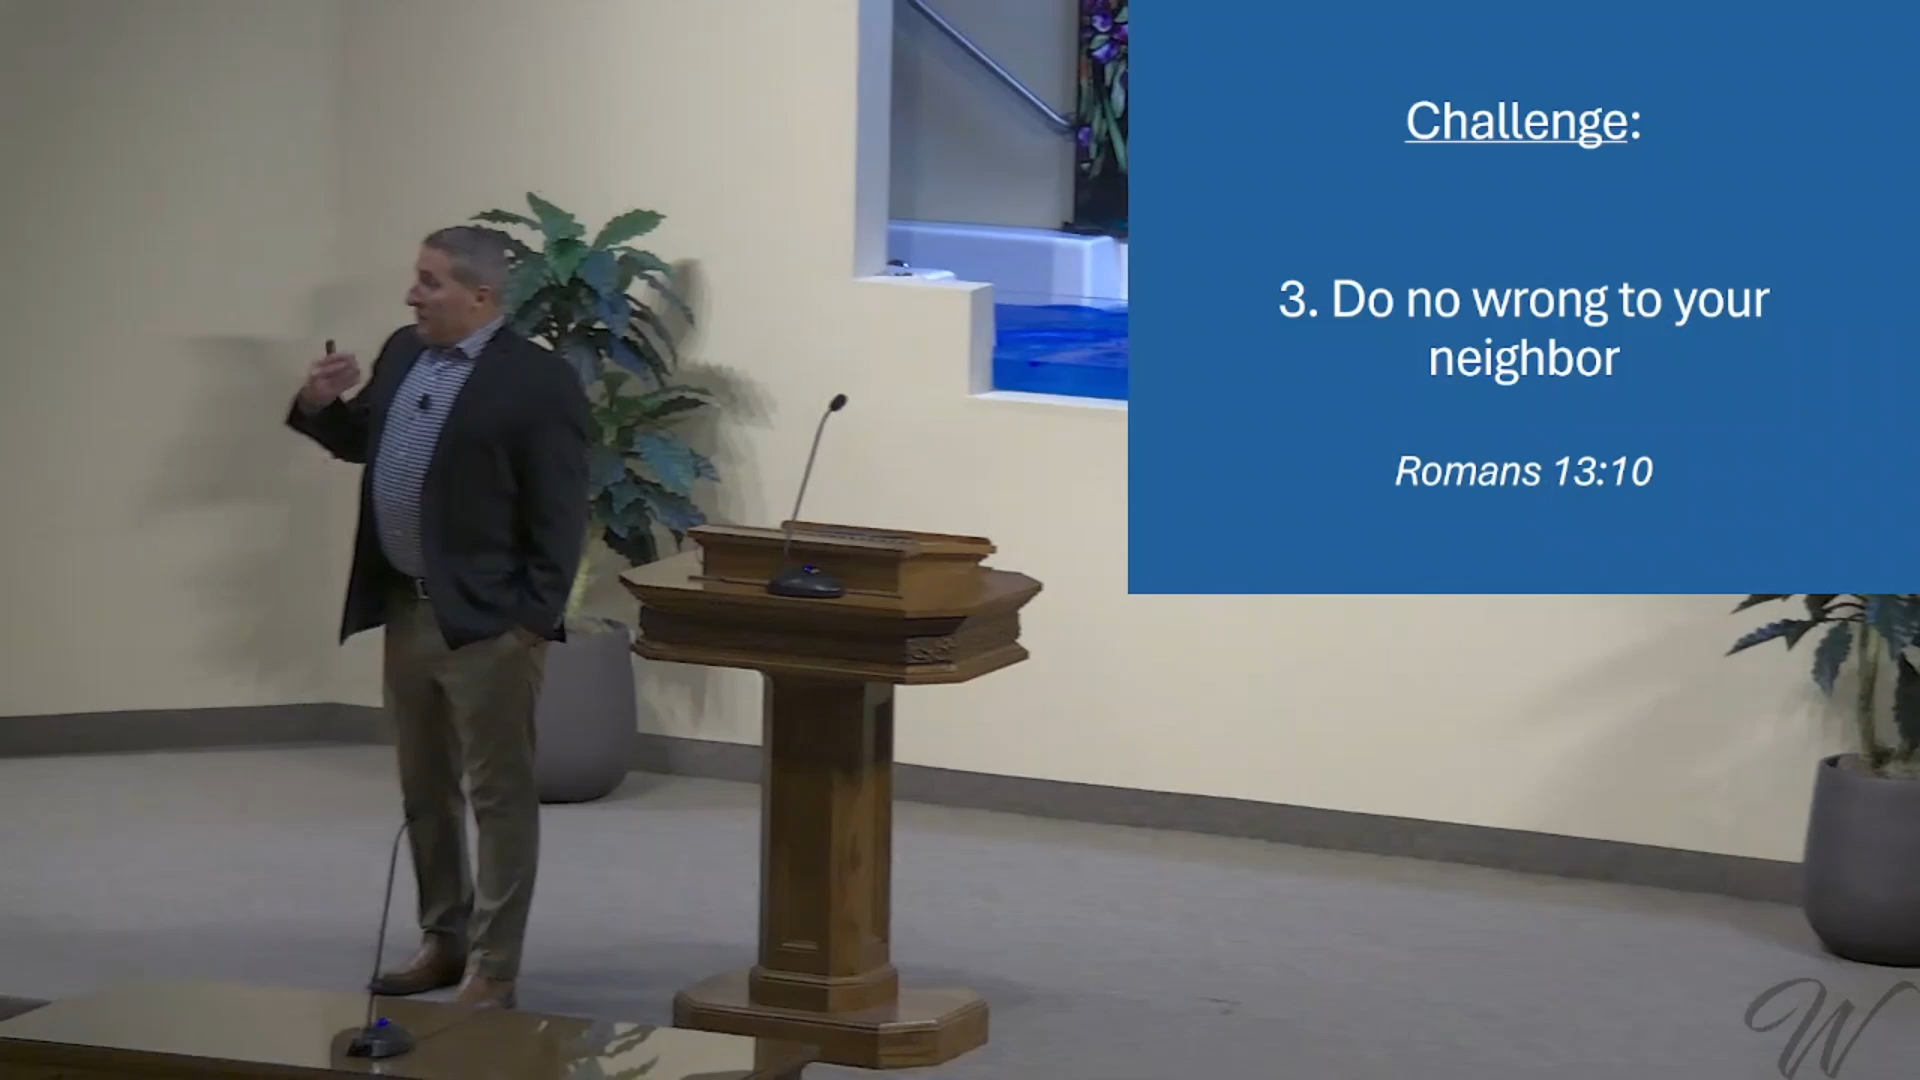 Challenge:
3. Do no wrong to your
neighbor
Romans 13:10
W